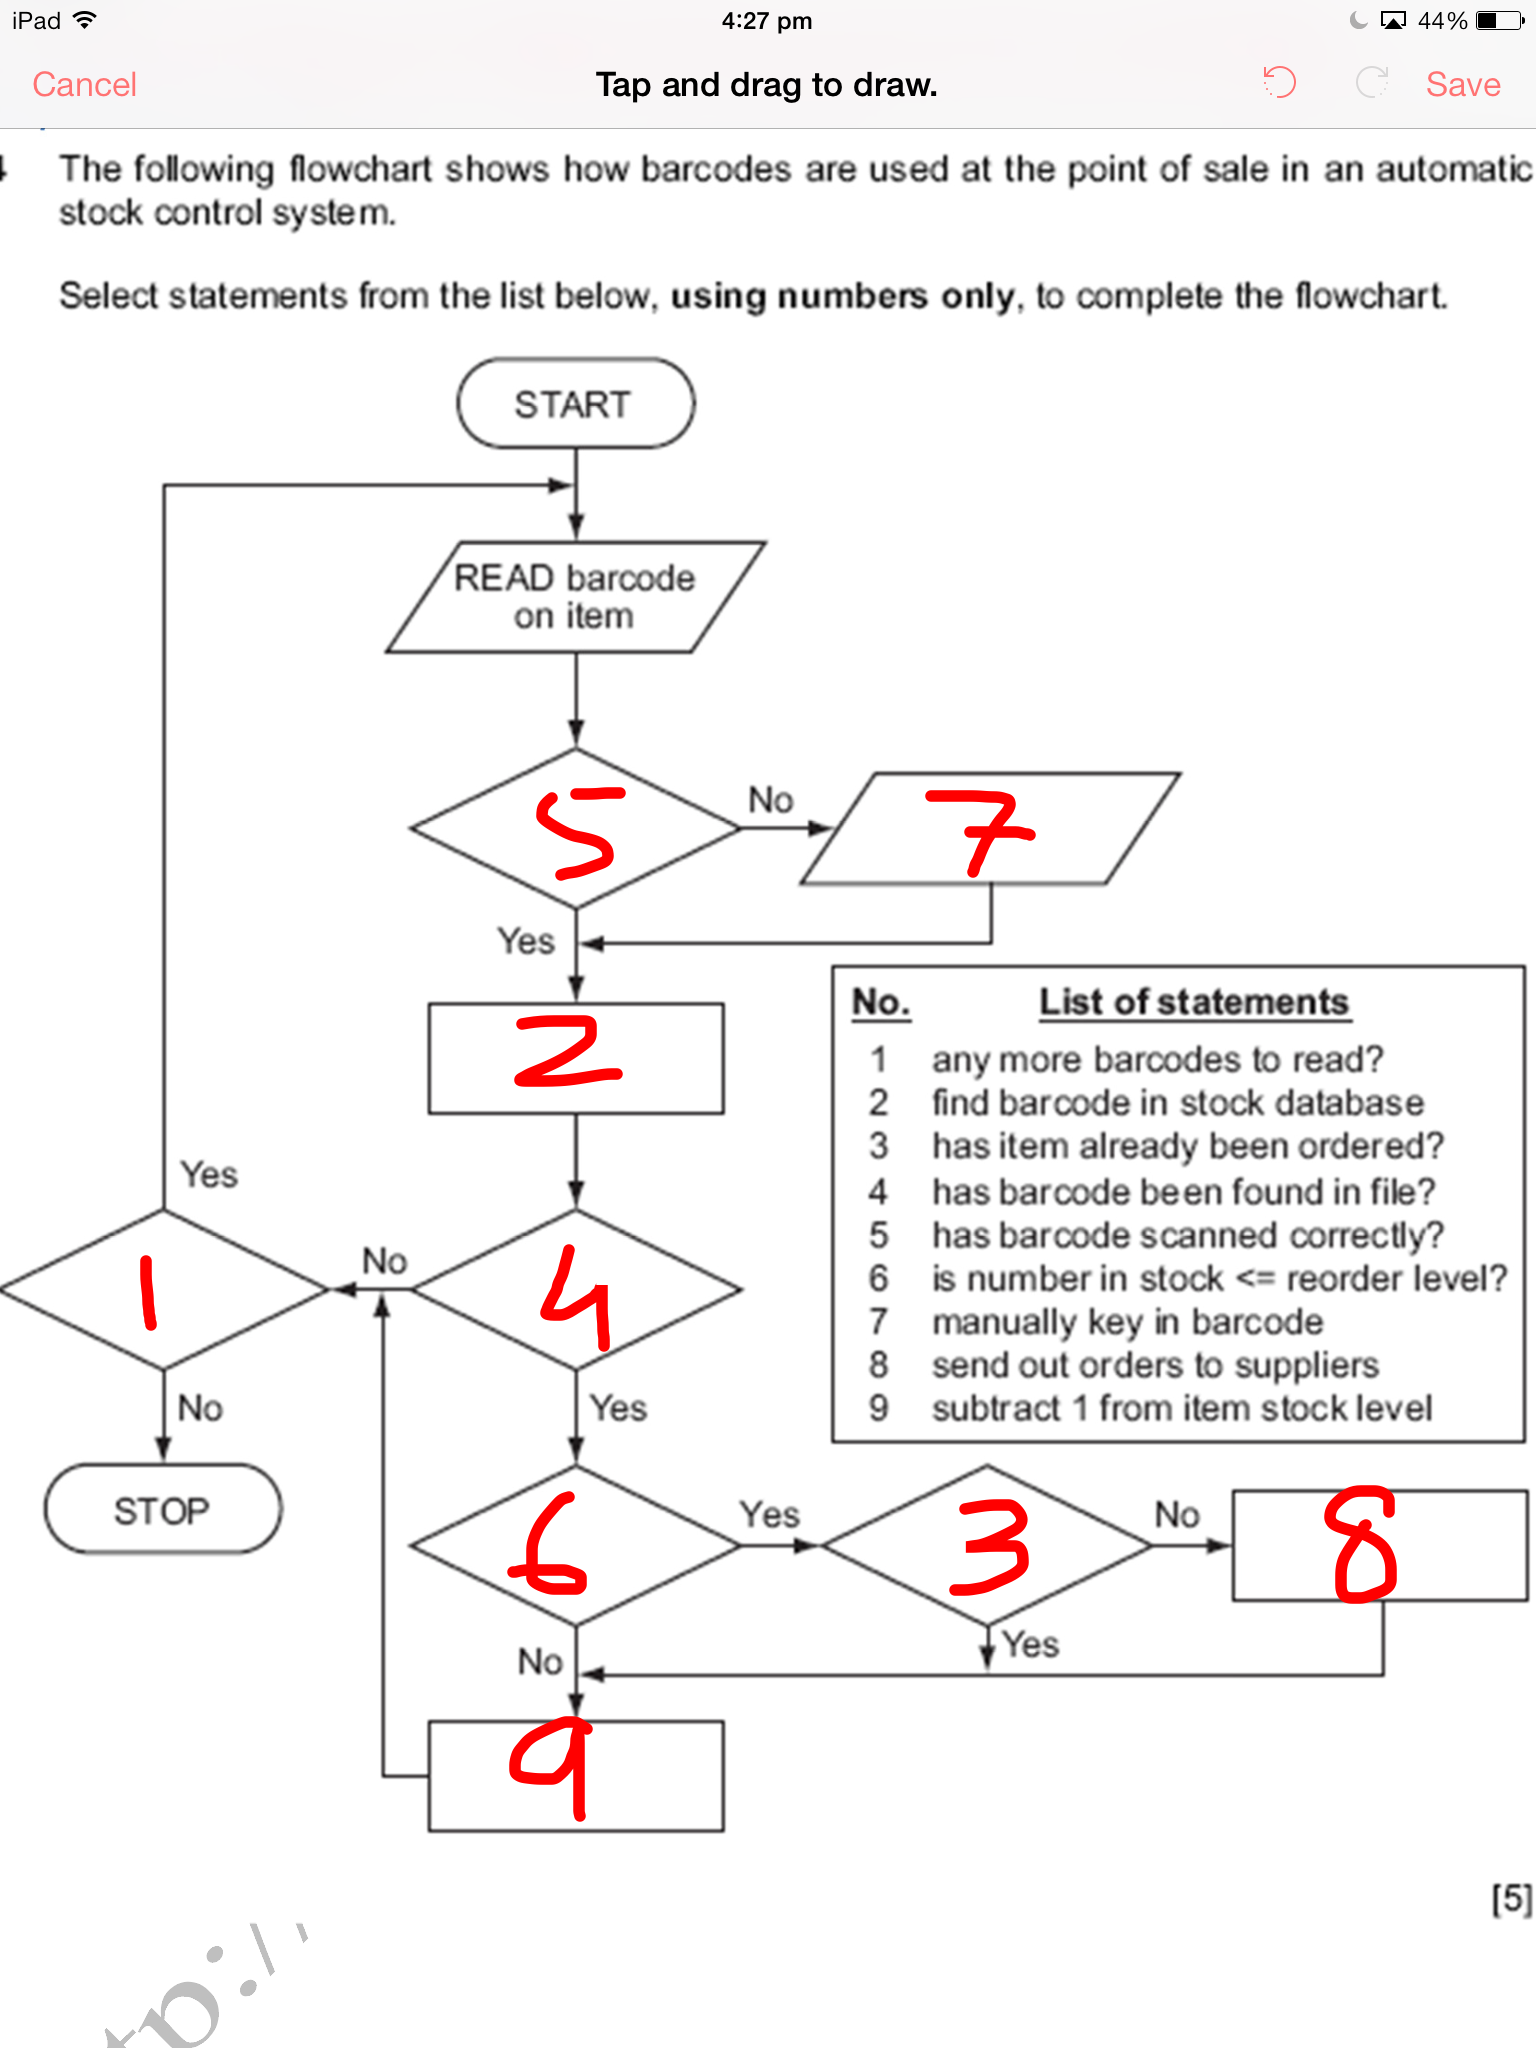 iPad 4:27 pm 44%
Cancel Tap and drag to draw. Save
The following flowchart shows how barcodes are used at the point of sale in an automatic
stock control system.
Select statements from the list below, using numbers only, to complete the flowchart.
START
READ barcode
on item
5
No
7
Yes
2
No. List of statements
1 any more barcodes to read?
2 find barcode in stock database
3 has item already been ordered?
4 has barcode been found in file?
5 has barcode scanned correctly?
6 is number in stock <= reorder level?
7 manually key in barcode
8 send out orders to suppliers
9 subtract 1 from item stock level
Yes
1
No
4
No
Yes
STOP
6
Yes
3
No
8
No
Yes
9
[5]